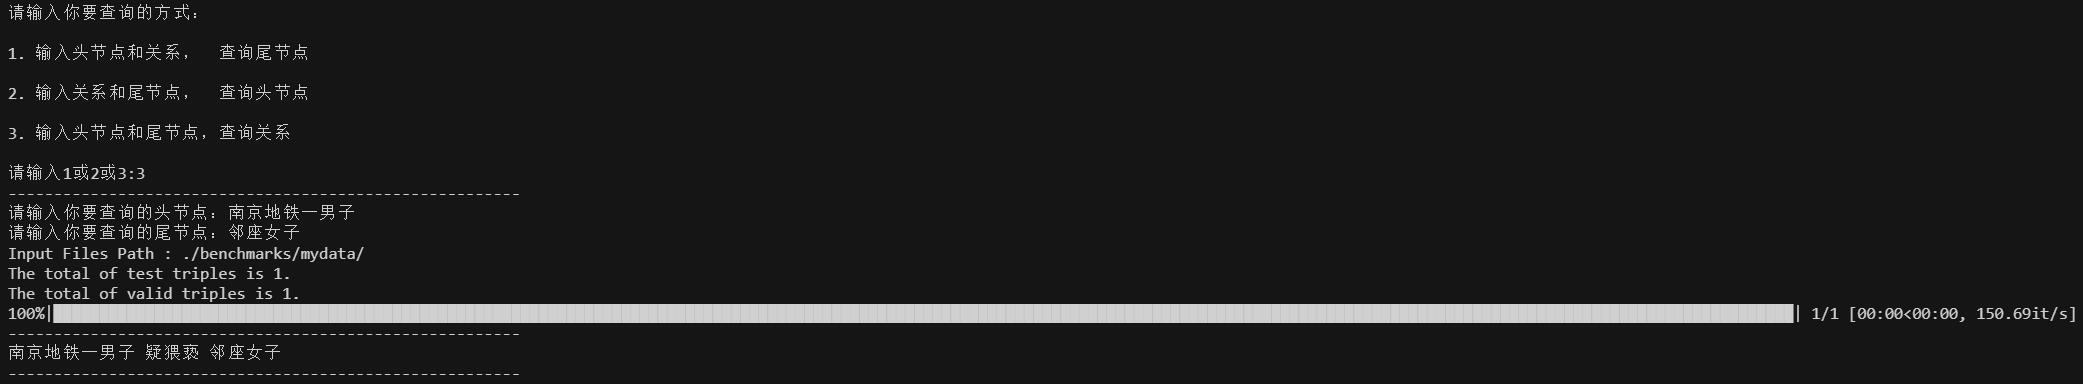 请输入你要查询的方式：
1. 输入头节点和关系，  查询尾节点
2. 输入关系和尾节点，  查询头节点
3. 输入头节点和尾节点，查询关系
请输入1或2或3:3
--------------------------------------------------------
请输入你要查询的头节点：南京地铁一男子
请输入你要查询的尾节点：邻座女子
Input Files Path : ./benchmarks/mydata/
The total of test triples is 1.
The total of valid triples is 1.
100%|██████████| 1/1 [00:00<00:00, 150.69it/s]
--------------------------------------------------------
南京地铁一男子 疑猥亵 邻座女子
--------------------------------------------------------